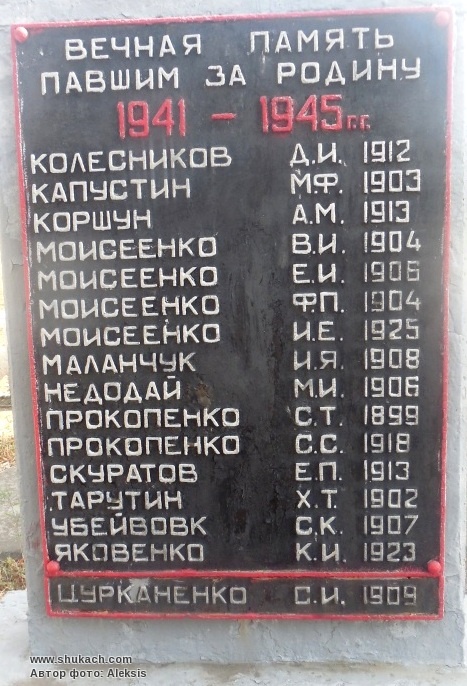 ВЕЧНАЯ ПАМЯТЬ
ПАВШИМ ЗА РОДИНУ
1941 – 1945 г.г.
КОЛЕСНИКОВ Д.И. 1912
КАПУСТИН М.Ф. 1903
КОРШУН А.М. 1913
МОИСЕЕНКО В.И. 1904
МОИСЕЕНКО Е.И. 1906
МОИСЕЕНКО Ф.П. 1904
МОИСЕЕНКО И.Е. 1925
МАЛАНЧУК И.Я. 1908
НЕДОДАЙ М.И. 1906
ПРОКОПЕНКО С.Т. 1899
ПРОКОПЕНКО С.С. 1918
СКУРАТОВ Е.П. 1913
ТАРУТИН Х.Т. 1902
УБЕЙВОВК С.К. 1907
ЯКОВЕНКО К.И. 1923
ЦУРКАНЕНКО С.И. 1909
www.shukach.com
Автор фото: Aleksis